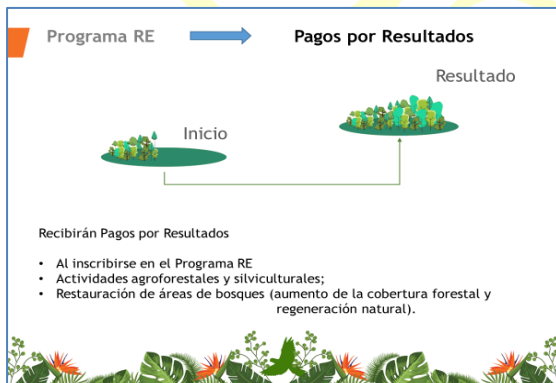 Programa RE
Pagos por Resultados
Resultado
Inicio
Recibirán Pagos por Resultados
• Al inscribirse en el Programa RE
• Actividades agroforestales y silviculturales;
• Restauración de áreas de bosques (aumento de la cobertura forestal y
regeneración natural).